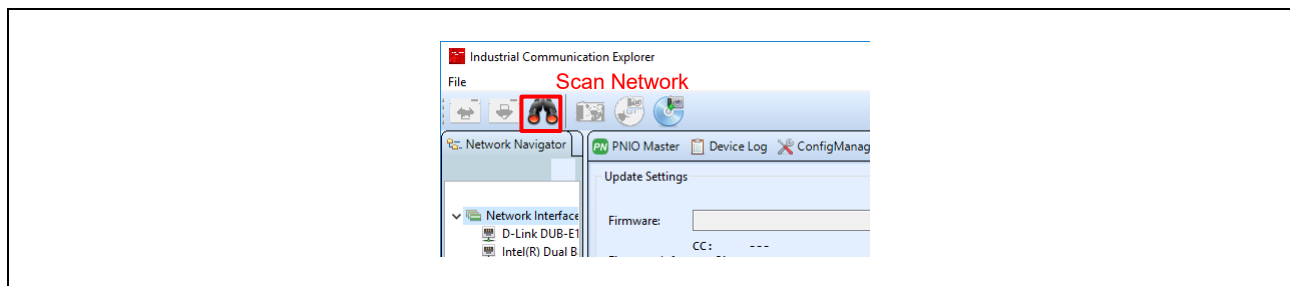 Industrial Communication Explorer
File
Scan Network
Network Navigator
PN PNIO Master Device Log ConfigManag
Update Settings
Network Interface
Firmware:
D-Link DUB-E1
CC: ---
Intel(R) Dual B